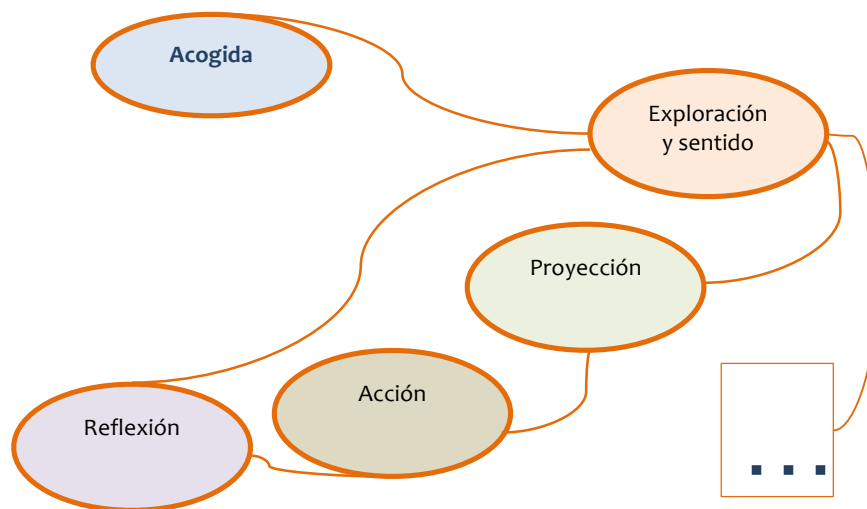 Acogida
Exploración
y sentido
Proyección
Acción
Reflexión